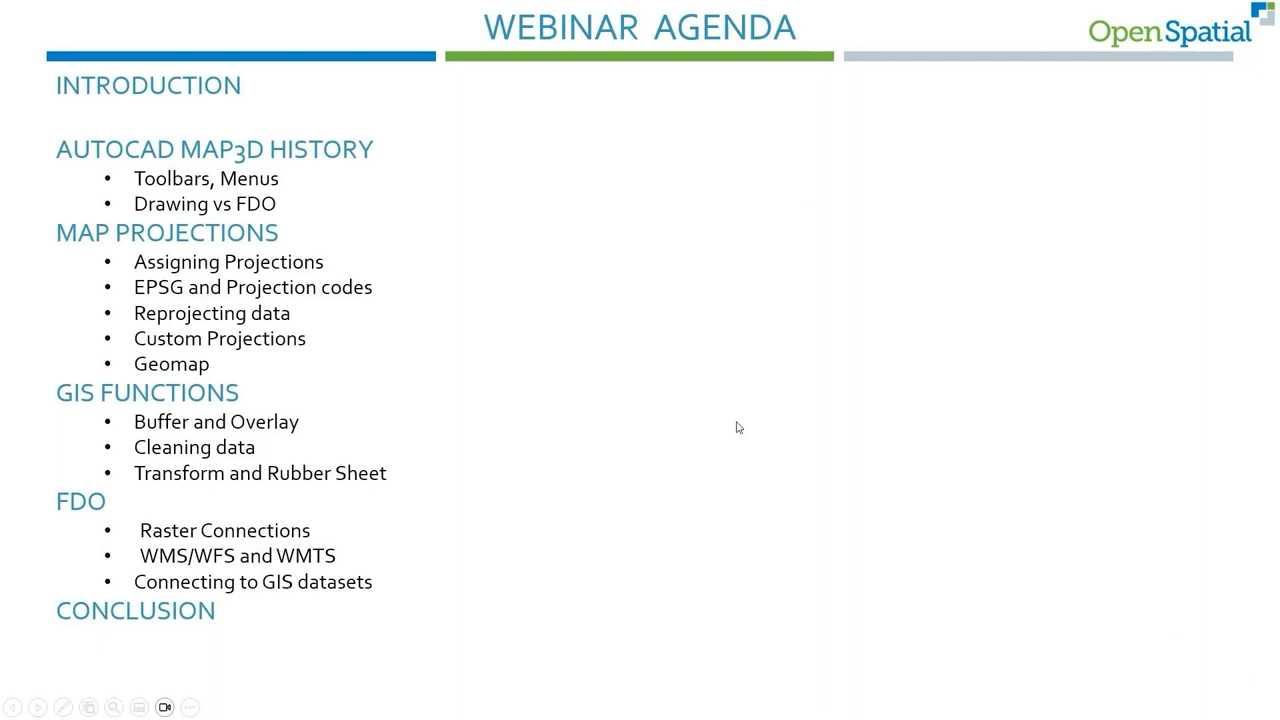 WEBINAR AGENDA
OpenSpatial
INTRODUCTION
AUTOCAD MAP3D HISTORY
• Toolbars, Menus
• Drawing vs FDO
MAP PROJECTIONS
• Assigning Projections
• EPSG and Projection codes
• Reprojecting data
• Custom Projections
• Geomap
GIS FUNCTIONS
• Buffer and Overlay
• Cleaning data
• Transform and Rubber Sheet
FDO
• Raster Connections
• WMS/WFS and WMTS
• Connecting to GIS datasets
CONCLUSION